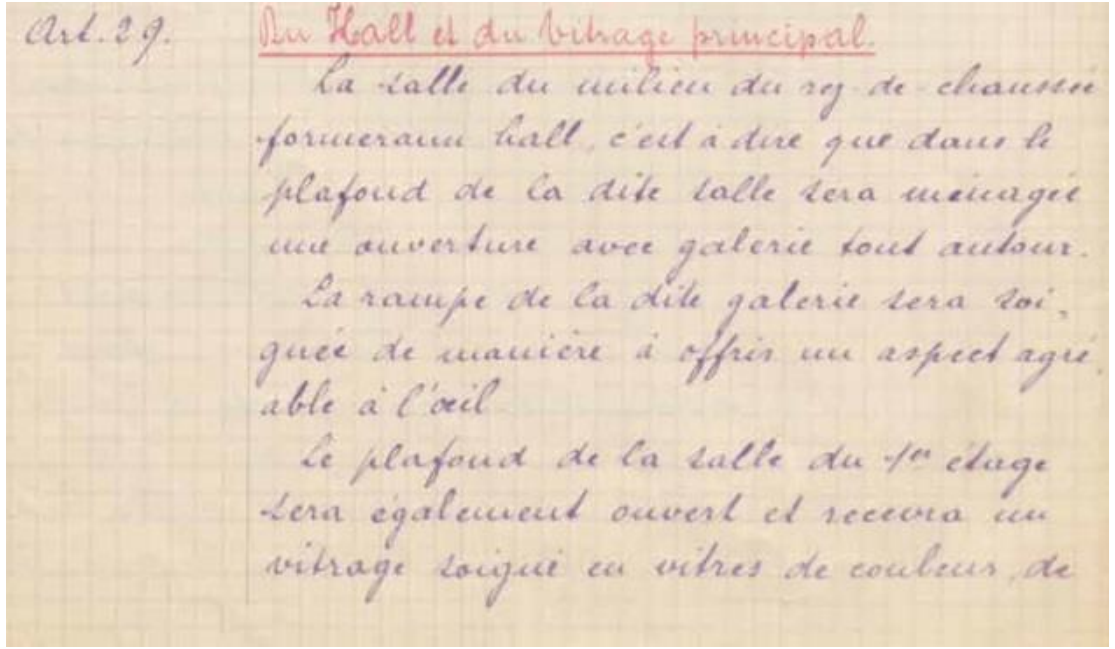 Art. 29. Du Hall et du vitrage principal.
La salle du milieu du rez-de-chaussée
formera un hall, c'est à dire que dans le
plafond de la dite salle sera ménagée
une ouverture avec galerie tout autour.
La rampe de la dite galerie sera soi-
gnée de manière à offrir un aspect agré
able à l'œil
Le plafond de la salle du 1er étage
sera également ouvert et recevra un
vitrage soigné en vitres de couleur, de